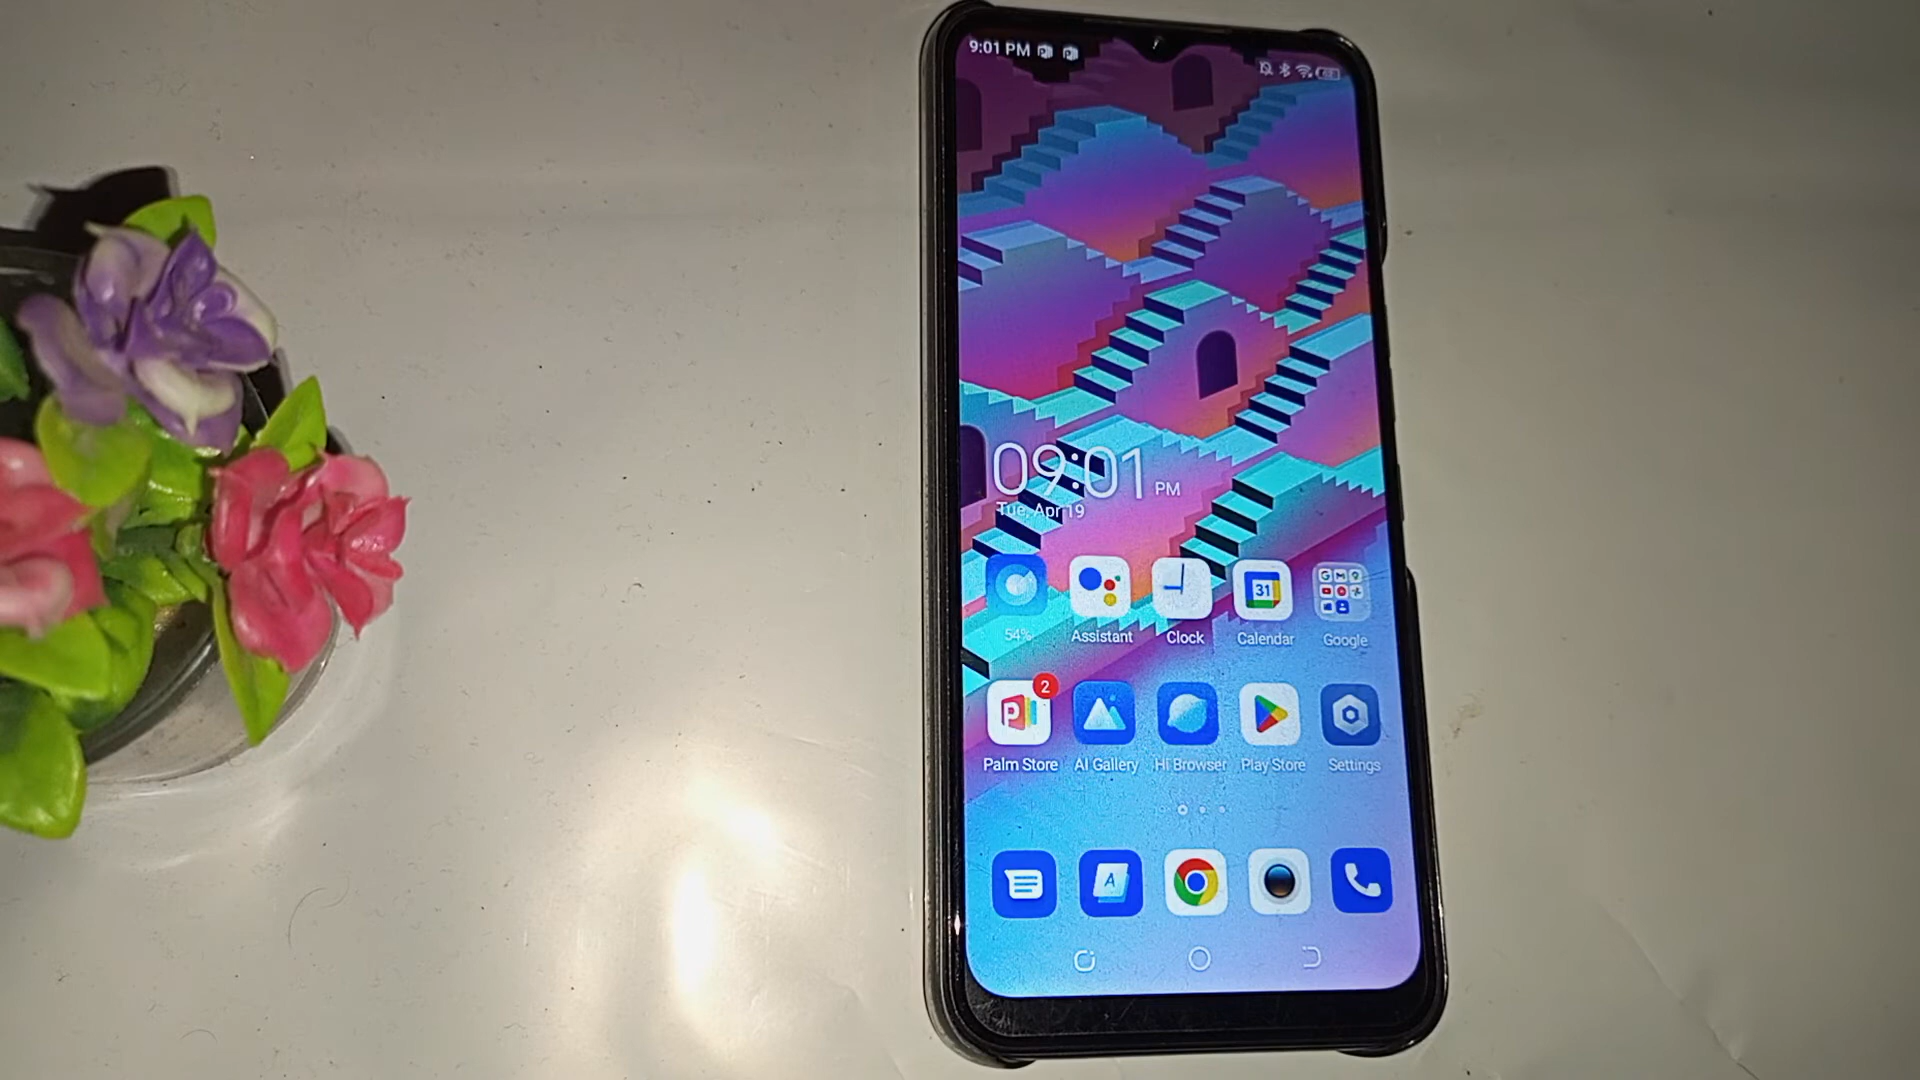 9:01 PM
09:01 PM
Tue, Apr 19
31
54% Assistant Clock Calendar Google
2
Palm Store AI Gallery Hi Browser Play Store Settings
A